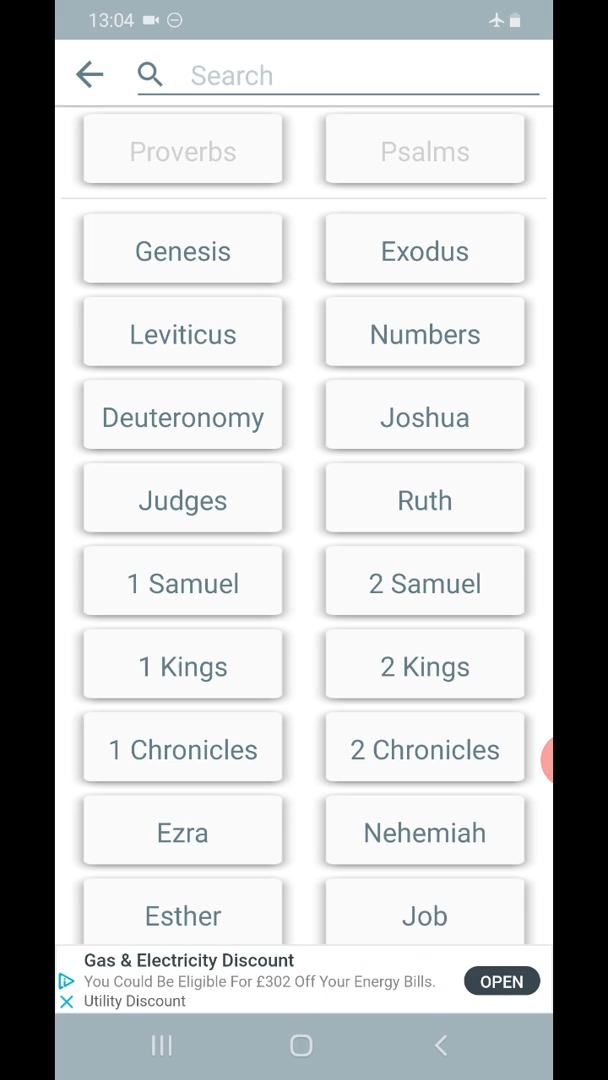 13:04
Search
Proverbs Psalms
Genesis Exodus
Leviticus Numbers
Deuteronomy Joshua
Judges Ruth
1 Samuel 2 Samuel
1 Kings 2 Kings
1 Chronicles 2 Chronicles
Ezra Nehemiah
Esther Job
Gas & Electricity Discount
You Could Be Eligible For £302 Off Your Energy Bills.
OPEN
Utility Discount